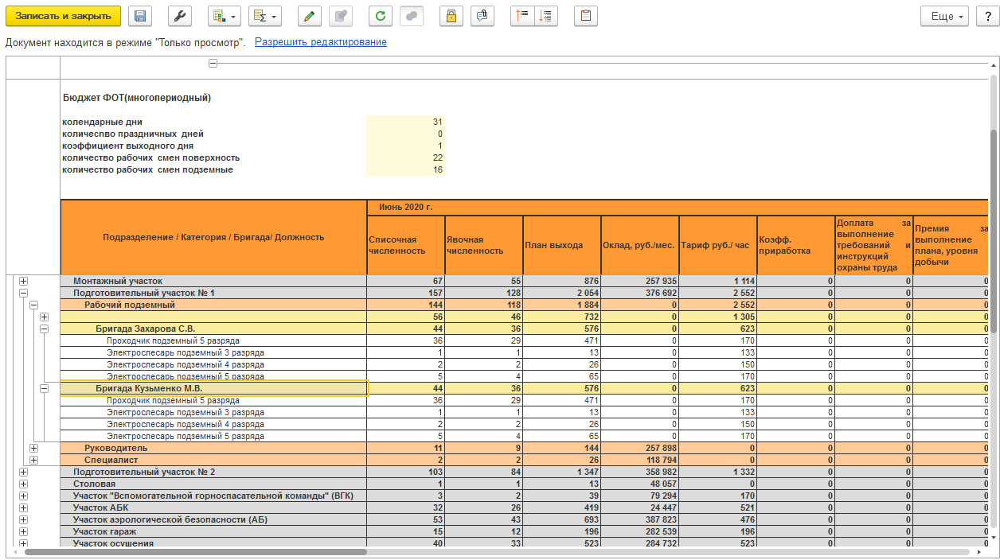 Записать и закрыть
Еще
?
Документ находится в режиме "Только просмотр". Разрешить редактирование
Бюджет ФОТ(многопериодный)
колендарные дни 31
количеспво праздничных дней 0
коэффициент выходного дня 1
количество рабочих смен поверхность 22
количество рабочих смен подземные 16
Подразделение / Категория / Бригада/ Должность
Июнь 2020 г.
Списочная численность
Явочная численность
План выхода
Оклад, руб./мес.
Тариф руб./ час
Коэфф. приработка
Доплата за выполнение требований и инструкций охраны труда
Премия за выполнение плана, уровня добычи
Монтажный участок 67 55 876 257 935 1 114 0 0 0
Подготовительный участок № 1 157 128 2 054 376 692 2 552 0 0 0
Рабочий подземный 144 118 1 884 0 2 552 0 0 0
56 46 732 0 1 305 0 0 0
Бригада Захарова С.В. 44 36 576 0 623 0 0 0
Проходчик подземный 5 разряда 36 29 471 0 170 0 0 0
Электрослесарь подземный 3 разряда 1 1 13 0 133 0 0 0
Электрослесарь подземный 4 разряда 2 2 26 0 150 0 0 0
Электрослесарь подземный 5 разряда 5 4 65 0 170 0 0 0
Бригада Кузьменко М.В. 44 36 576 0 623 0 0 0
Проходчик подземный 5 разряда 36 29 471 0 170 0 0 0
Электрослесарь подземный 3 разряда 1 1 13 0 133 0 0 0
Электрослесарь подземный 4 разряда 2 2 26 0 150 0 0 0
Электрослесарь подземный 5 разряда 5 4 65 0 170 0 0 0
Руководитель 11 9 144 257 898 0 0 0 0
Специалист 2 2 26 118 794 0 0 0 0
Подготовительный участок № 2 103 84 1 347 358 982 1 332 0 0 0
Столовая 1 1 13 48 057 0 0 0 0
Участок "Вспомогательной горноспасательной команды" (ВГК) 3 2 39 79 294 170 0 0 0
Участок АБК 32 26 419 24 447 521 0 0 0
Участок аэрологической безопасности (АБ) 53 43 693 387 823 476 0 0 0
Участок гараж 15 12 196 282 539 196 0 0 0
Участок осушения 40 33 523 284 732 523 0 0 0